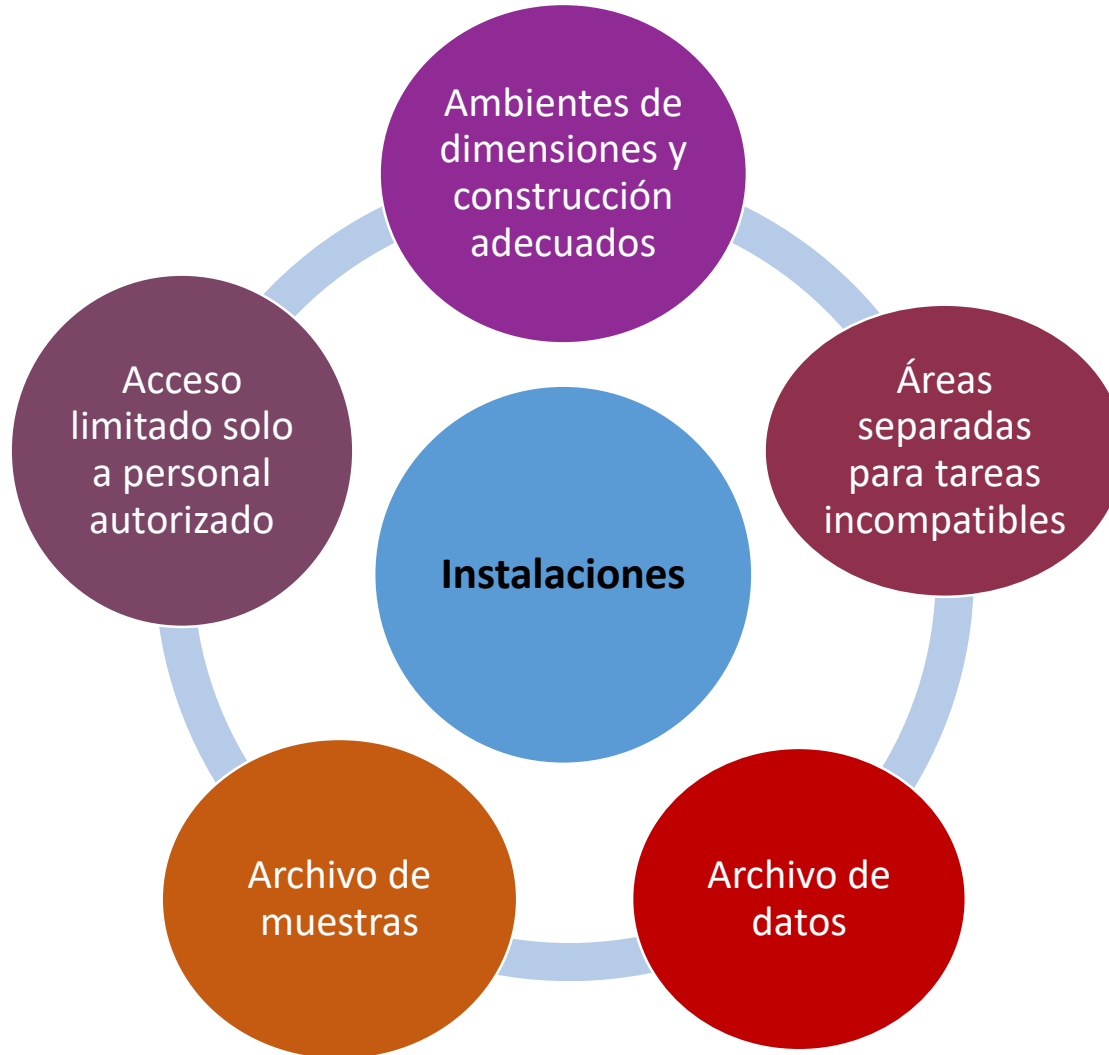 Ambientes de
dimensiones y
construcción
adecuados
Áreas
separadas
para tareas
incompatibles
Archivo de
datos
Archivo de
muestras
Acceso
limitado solo
a personal
autorizado
Instalaciones